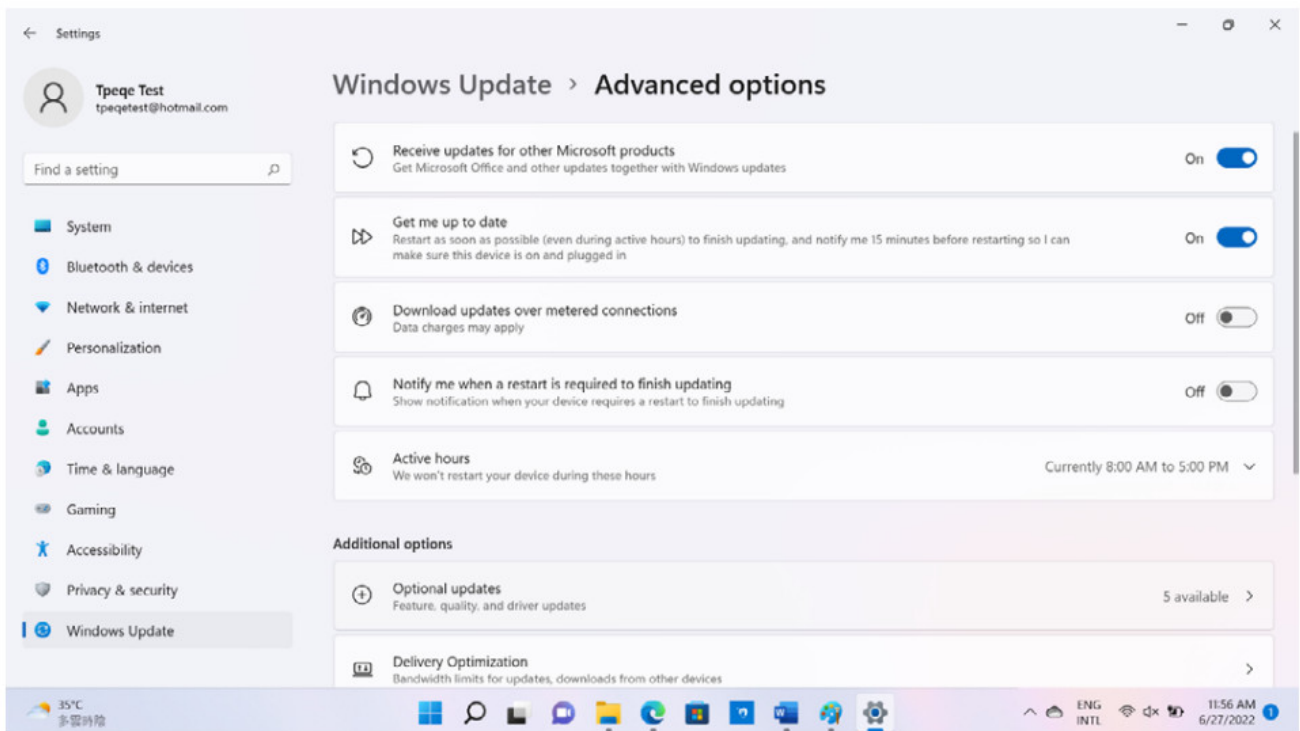 Settings
Tpeqe Test
tpeqetest@hotmail.com
Find a setting
System
Bluetooth & devices
Network & internet
Personalization
Apps
Accounts
Time & language
Gaming
Accessibility
Privacy & security
Windows Update
Windows Update > Advanced options
Receive updates for other Microsoft products
Get Microsoft Office and other updates together with Windows updates
On
Get me up to date
Restart as soon as possible (even during active hours) to finish updating, and notify me 15 minutes before restarting so I can
make sure this device is on and plugged in
On
Download updates over metered connections
Data charges may apply
Off
Notify me when a restart is required to finish updating
Show notification when your device requires a restart to finish updating
Off
Active hours
We won't restart your device during these hours
Currently 8:00 AM to 5:00 PM
Additional options
Optional updates
Feature, quality, and driver updates
5 available
Delivery Optimization
Bandwidth limits for updates, downloads from other devices
35°C
多雲時陰
ENG
INTL
11:56 AM
6/27/2022
1